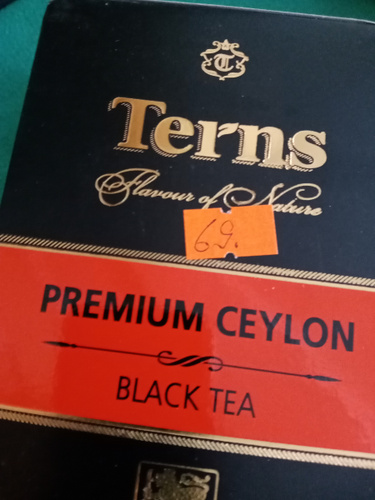 T
Terns
Flavour of Nature
69.
PREMIUM CEYLON
BLACK TEA